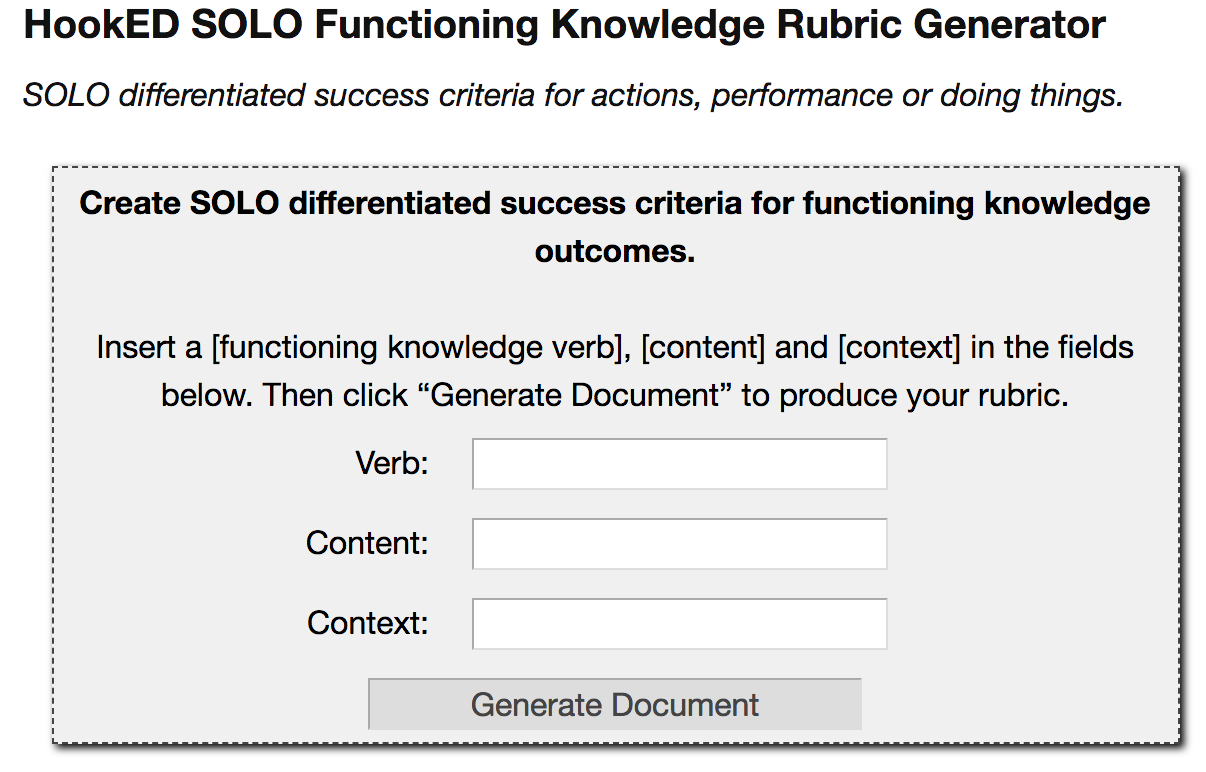 HookED SOLO Functioning Knowledge Rubric Generator
SOLO differentiated success criteria for actions, performance or doing things.
Create SOLO differentiated success criteria for functioning knowledge
outcomes.
Insert a [functioning knowledge verb], [content] and [context] in the fields
below. Then click “Generate Document” to produce your rubric.
Verb:
Content:
Context:
Generate Document